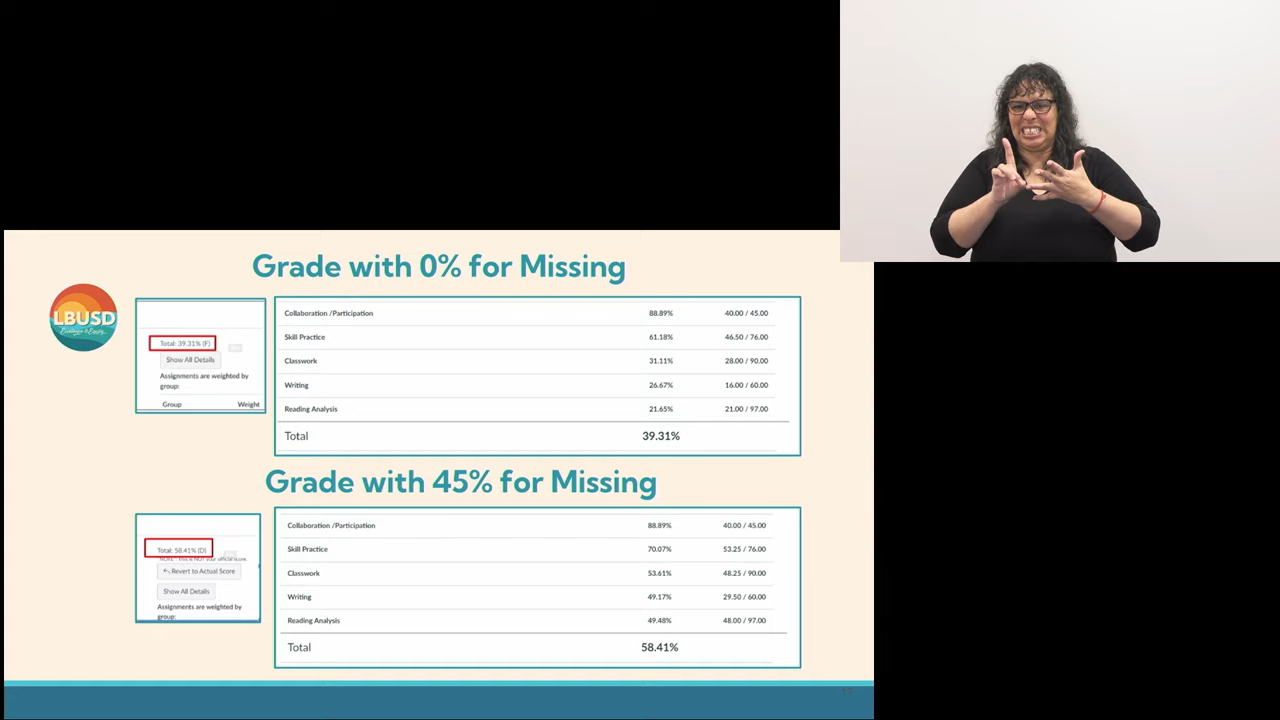 Grade with 0% for Missing
LBUSD
Total: 39.31% (F)
Show All Details
Assignments are weighted by
group:
Group Weight
Collaboration /Participation 88.89% 40.00 / 45.00
Skill Practice 61.18% 46.50 / 76.00
Classwork 31.11% 28.00 / 90.00
Writing 26.67% 16.00 / 60.00
Reading Analysis 21.65% 21.00 / 97.00
Total 39.31%
Grade with 45% for Missing
Total: 58.41% (D)
Revert to Actual Score
Show All Details
Assignments are weighted by
group:
Collaboration /Participation 88.89% 40.00 / 45.00
Skill Practice 70.07% 53.25 / 76.00
Classwork 53.61% 48.25 / 90.00
Writing 49.17% 29.50 / 60.00
Reading Analysis 49.48% 48.00 / 97.00
Total 58.41%